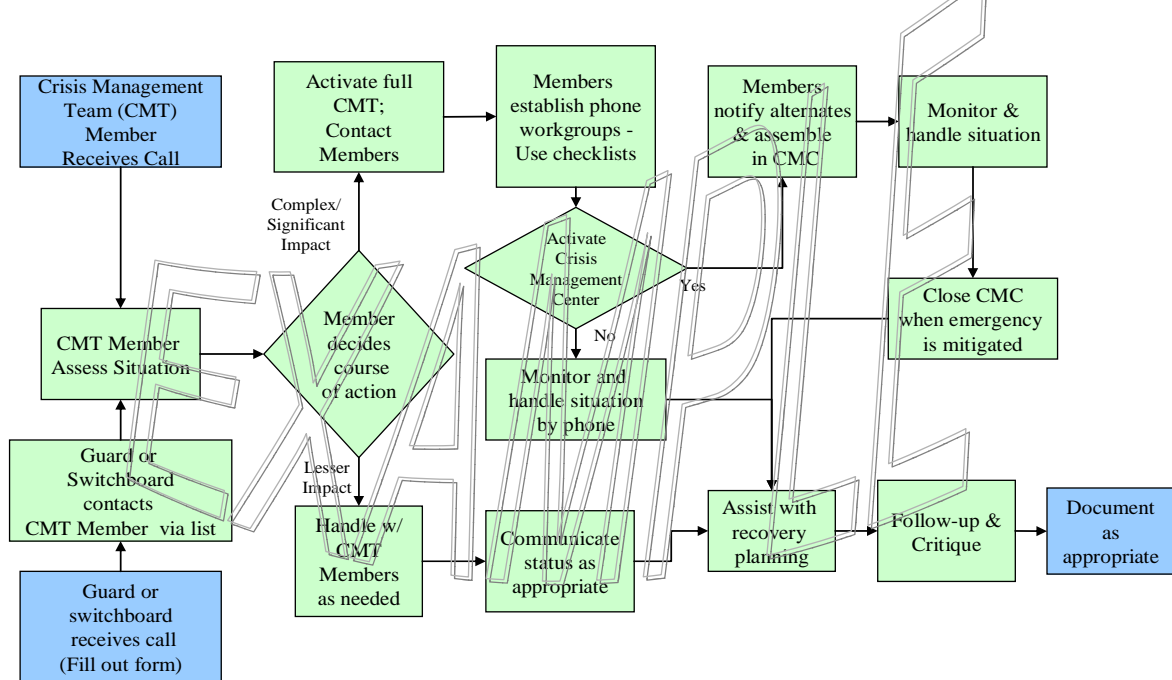 Crisis Management
Team (CMT)
Member
Receives Call
CMT Member
Assess Situation
Guard or
Switchboard
contacts
CMT Member via list
Guard or
switchboard
receives call
(Fill out form)
Member
decides
course
of action
Complex/
Significant
Impact
Activate full
CMT;
Contact
Members
Members
establish phone
workgroups -
Use checklists
Activate
Crisis
Management
Center
Yes
Members
notify alternates
& assemble
in CMC
Monitor &
handle situation
Close CMC
when emergency
is mitigated
No
Monitor and
handle situation
by phone
Lesser
Impact
Handle w/
CMT
Members
as needed
Communicate
status as
appropriate
Assist with
recovery
planning
Follow-up &
Critique
Document
as
appropriate
EXAMPLE